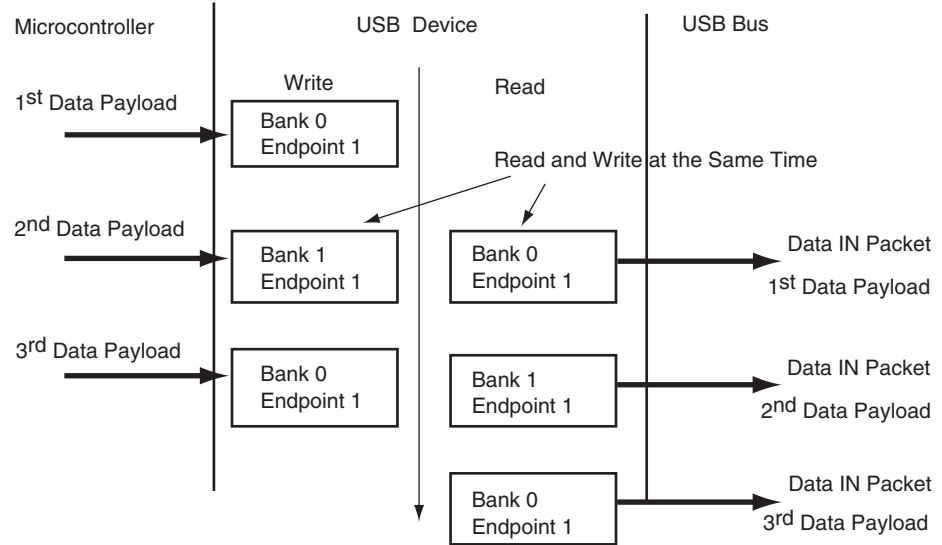 Microcontroller
USB Device
USB Bus
Write
Read
1st Data Payload
Bank 0
Endpoint 1
Read and Write at the Same Time
2nd Data Payload
Bank 1
Endpoint 1
Bank 0
Endpoint 1
Data IN Packet
1st Data Payload
3rd Data Payload
Bank 0
Endpoint 1
Bank 1
Endpoint 1
Data IN Packet
2nd Data Payload
Bank 0
Endpoint 1
Data IN Packet
3rd Data Payload